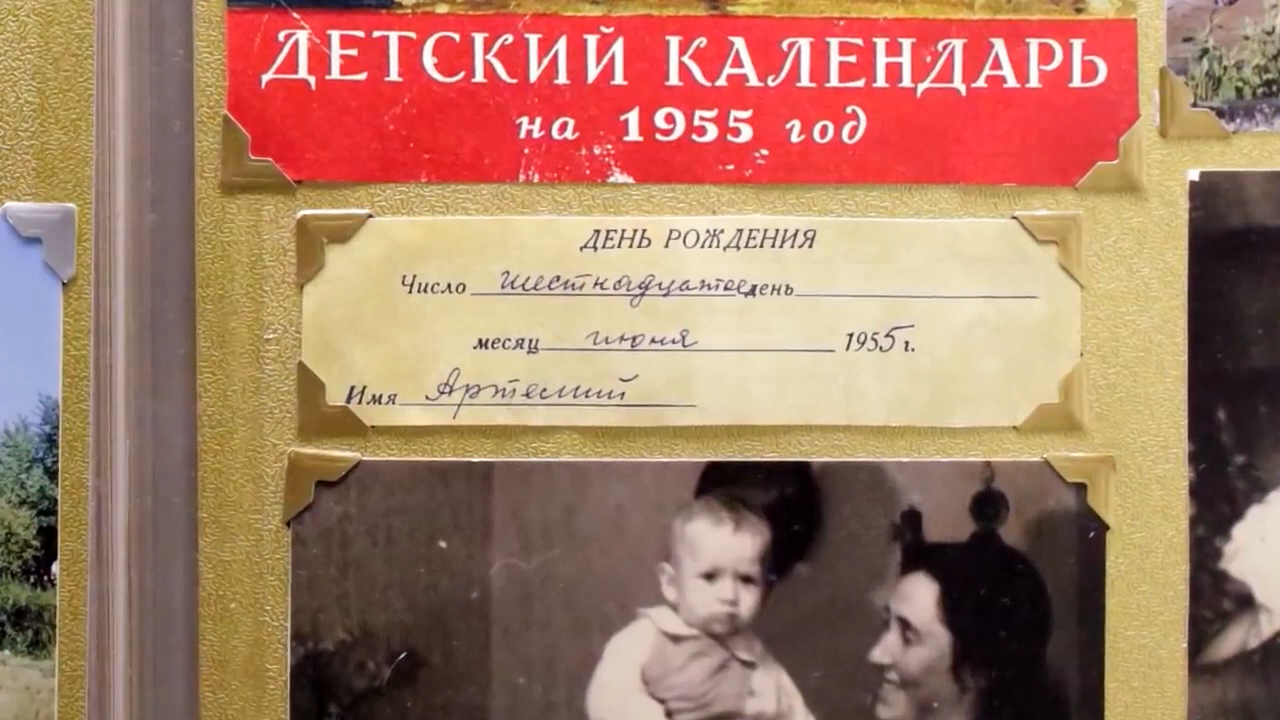 ДЕТСКИЙ КАЛЕНДАРЬ
на 1955 год
ДЕНЬ РОЖДЕНИЯ
Число шестнадцатое день
месяц июня 1955 г.
Имя Артемий